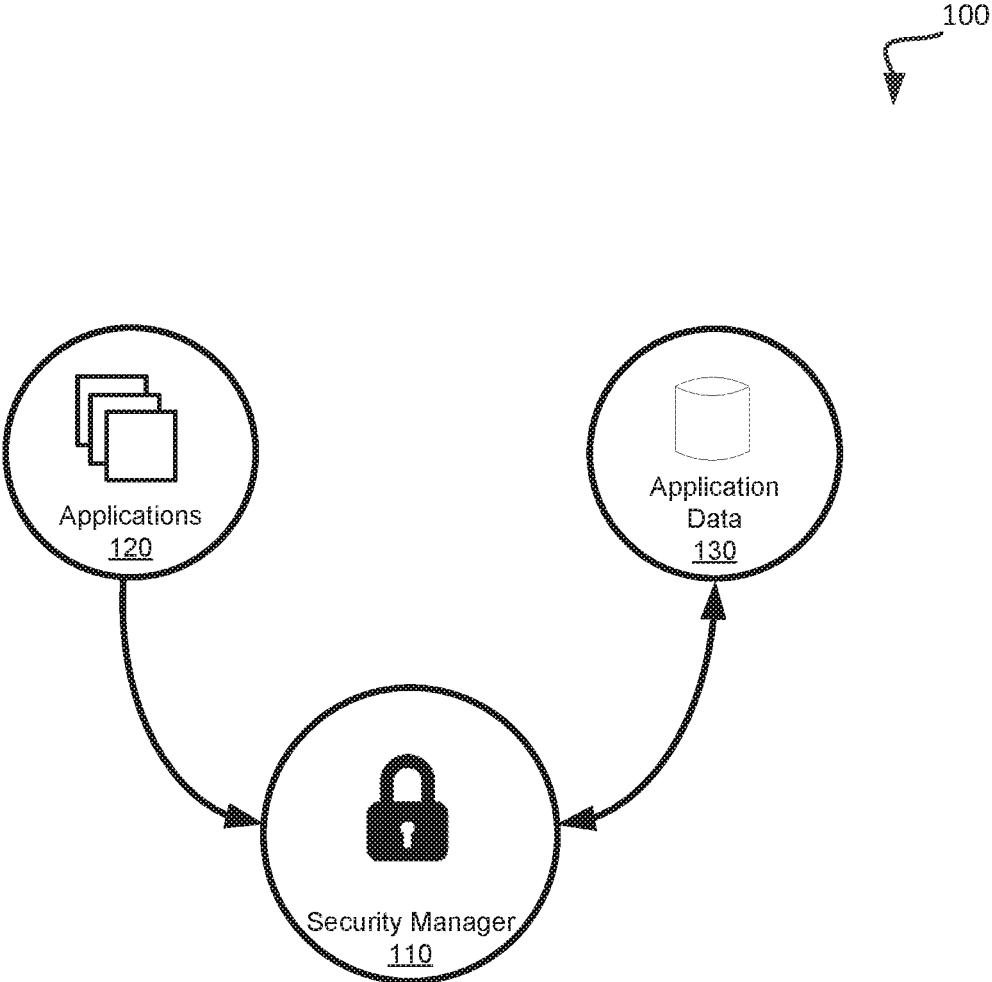 100
Applications
120
Application
Data
130
Security Manager
110